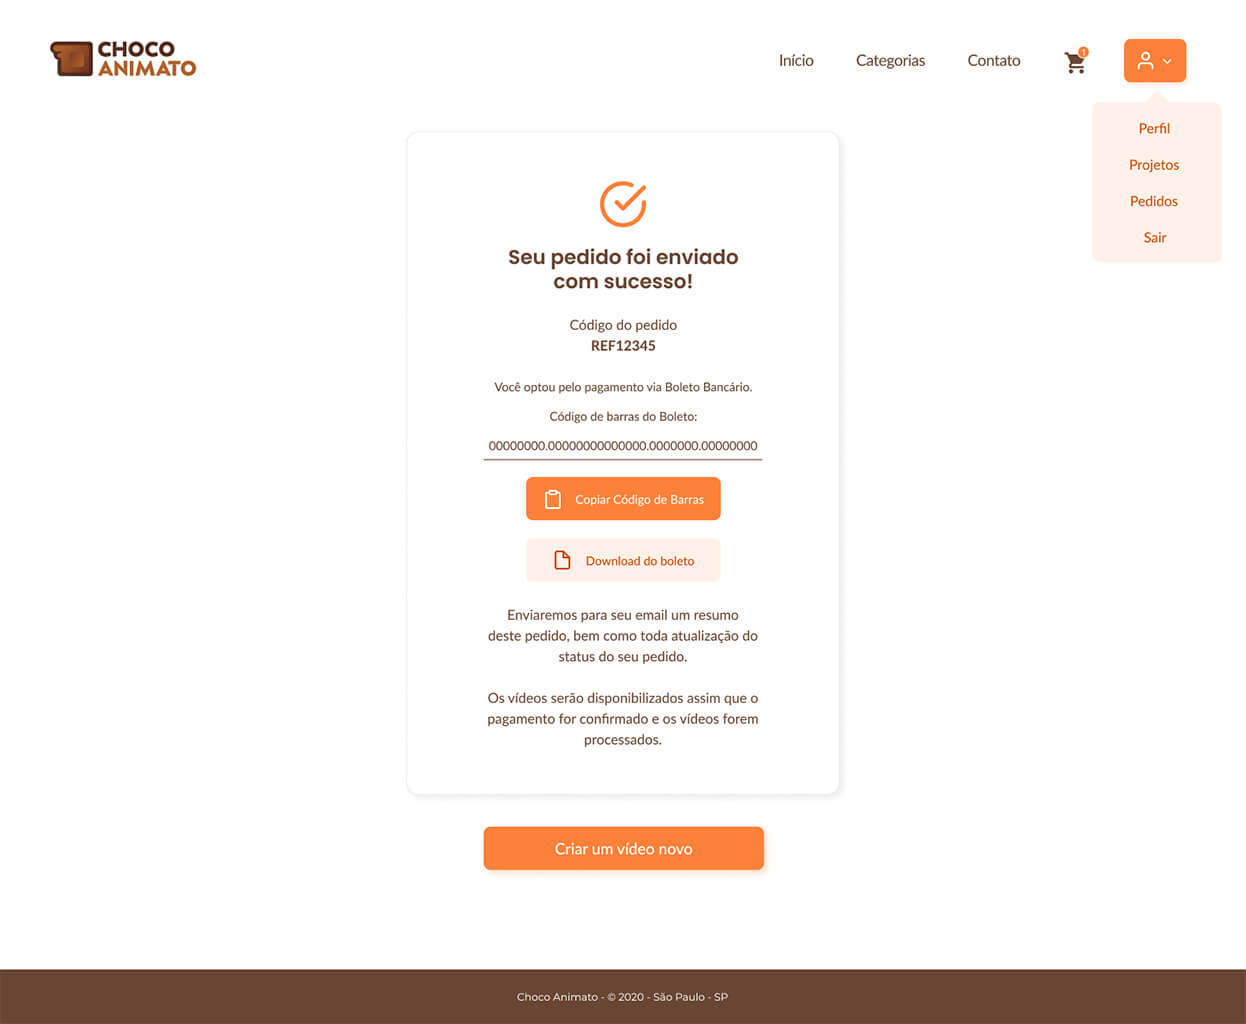 CHOCO
ANIMATO
Início
Categorias
Contato
1
Perfil
Projetos
Pedidos
Sair
Seu pedido foi enviado
com sucesso!
Código do pedido
REF12345
Você optou pelo pagamento via Boleto Bancário.
Código de barras do Boleto:
00000000.00000000000000.0000000.00000000
Copiar Código de Barras
Download do boleto
Enviaremos para seu email um resumo
deste pedido, bem como toda atualização do
status do seu pedido.
Os vídeos serão disponibilizados assim que o
pagamento for confirmado e os vídeos forem
processados.
Criar um vídeo novo
Choco Animato - © 2020 - São Paulo - SP